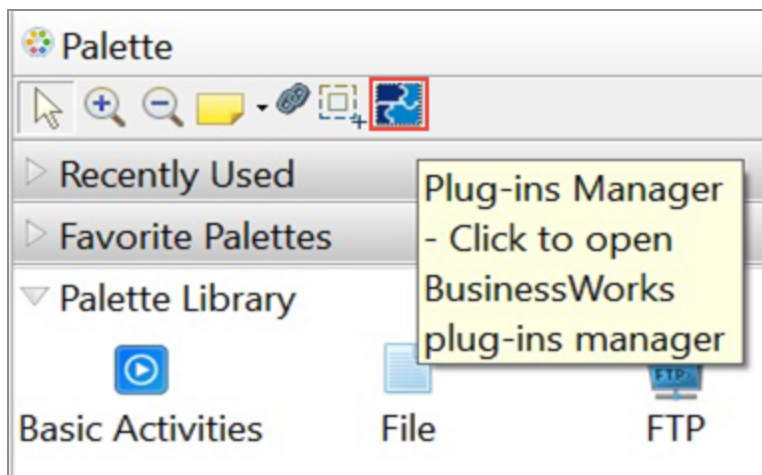 Palette
Recently Used
Favorite Palettes
Plug-ins Manager
- Click to open
BusinessWorks
plug-ins manager
Palette Library
Basic Activities
File
FTP
FTP